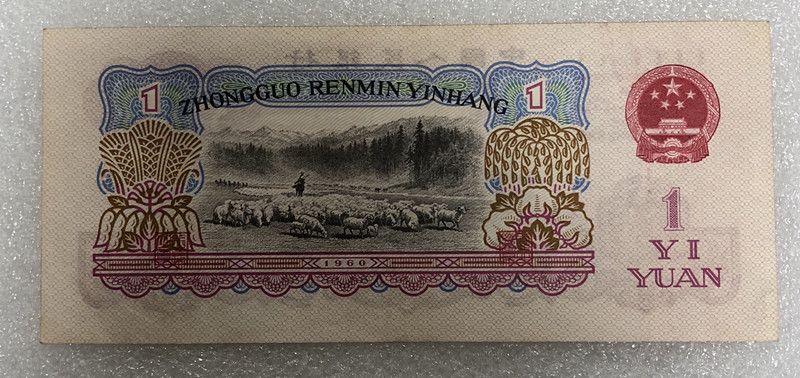 1
ZHONGGUO RENMIN YINHANG
1
1960
1
YI
YUAN